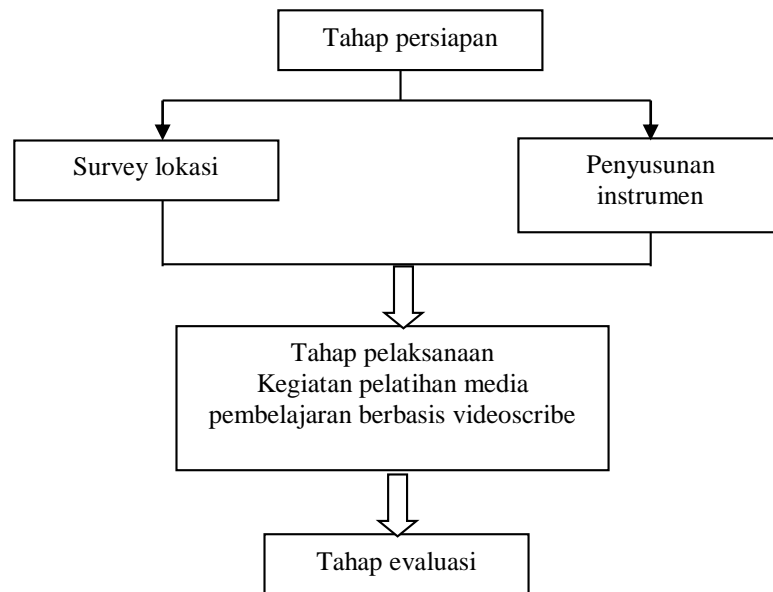 Tahap persiapan
Survey lokasi
Penyusunan
instrumen
Tahap pelaksanaan
Kegiatan pelatihan media
pembelajaran berbasis videoscribe
Tahap evaluasi